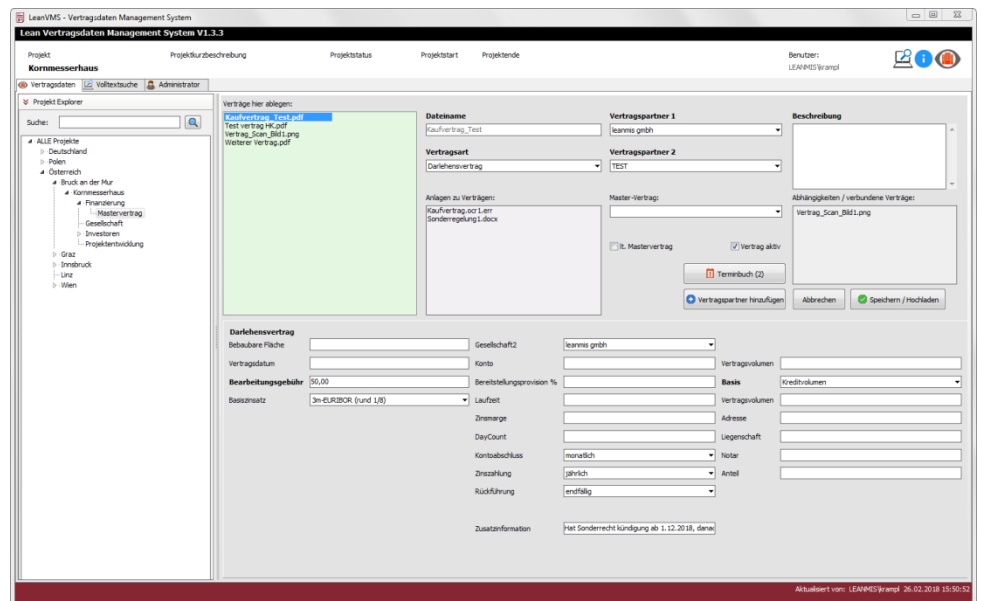 LeanVMS - Vertragsdaten Management System
Lean Vertragsdaten Management System V1.3.3
Projekt
Projektkurzbeschreibung
Projektstatus
Projektstart
Projektende
Benutzer:
Kornmesserhaus
LEANMIS\krampl
Vertragsdaten
Volltextsuche
Administrator
Projekt Explorer
Suche:
ALLE Projekte
Deutschland
Polen
Österreich
Bruck an der Mur
Kornmesserhaus
Finanzierung
Mastervertrag
Gesellschaft
Investoren
Projektentwicklung
Graz
Innsbruck
Linz
Wien
Verträge hier ablegen:
Kaufvertrag_Test.pdf
Test vertrag HK.pdf
Vertrag_Scan_Bild1.png
Weiterer Vertrag.pdf
Dateiname
Kaufvertrag_Test
Vertragsart
Darlehensvertrag
Anlagen zu Verträgen:
Kaufvertrag.ocr1.err
Sonderregelung1.docx
Vertragspartner 1
leanmis gmbh
Vertragspartner 2
TEST
Master-Vertrag:
lt. Mastervertrag
Vertrag aktiv
Terminbuch (2)
Vertragspartner hinzufügen
Beschreibung
Abhängigkeiten / verbundene Verträge:
Vertrag_Scan_Bild1.png
Abbrechen
Speichern / Hochladen
Darlehensvertrag
Bebaubare Fläche
Vertragsdatum
Bearbeitungsgebühr 50,00
Basiszinsatz 3m-EURIBOR (rund 1/8)
Gesellschaft2 leanmis gmbh
Konto
Bereitstellungsprovision %
Laufzeit
Zinsmarge
DayCount
Kontoabschluss monatlich
Zinszahlung jährlich
Rückführung endfällig
Zusatzinformation Hat Sonderrecht kündigung ab 1.12.2018, danac
Vertragsvolumen
Basis Kreditvolumen
Vertragsvolumen
Adresse
Liegenschaft
Notar
Anteil
Aktualisiert von: LEANMIS\krampl 26.02.2018 15:50:52